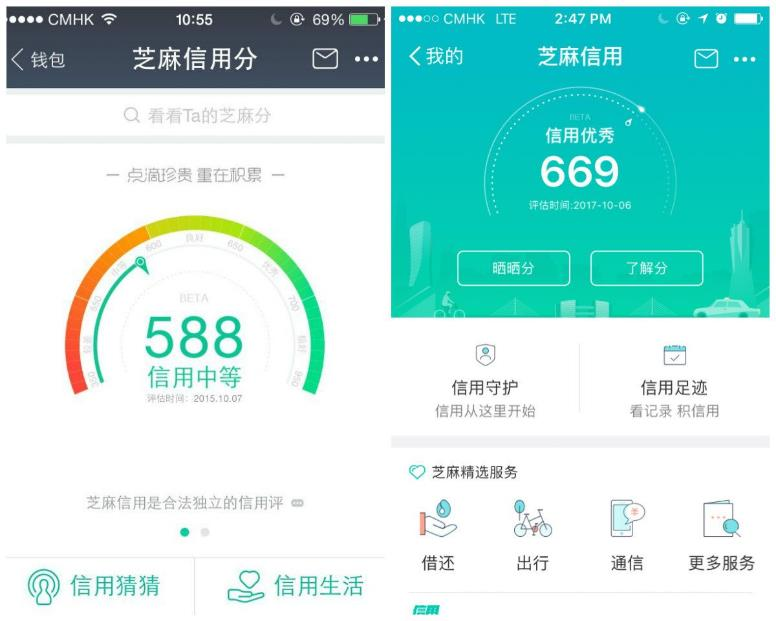 CMHK
10:55
69%
钱包
芝麻信用分
看看Ta的芝麻分
点滴珍贵 重在积累
350
较差
550
中等
600
良好
650
优秀
700
极好
950
BETA
588
信用中等
评估时间：2015.10.07
芝麻信用是合法独立的信用评
信用猜猜
信用生活
CMHK LTE
2:47 PM
我的
芝麻信用
BETA
信用优秀
669
评估时间:2017-10-06
晒晒分
了解分
信用守护
信用从这里开始
信用足迹
看记录 积信用
芝麻精选服务
借还
出行
通信
更多服务